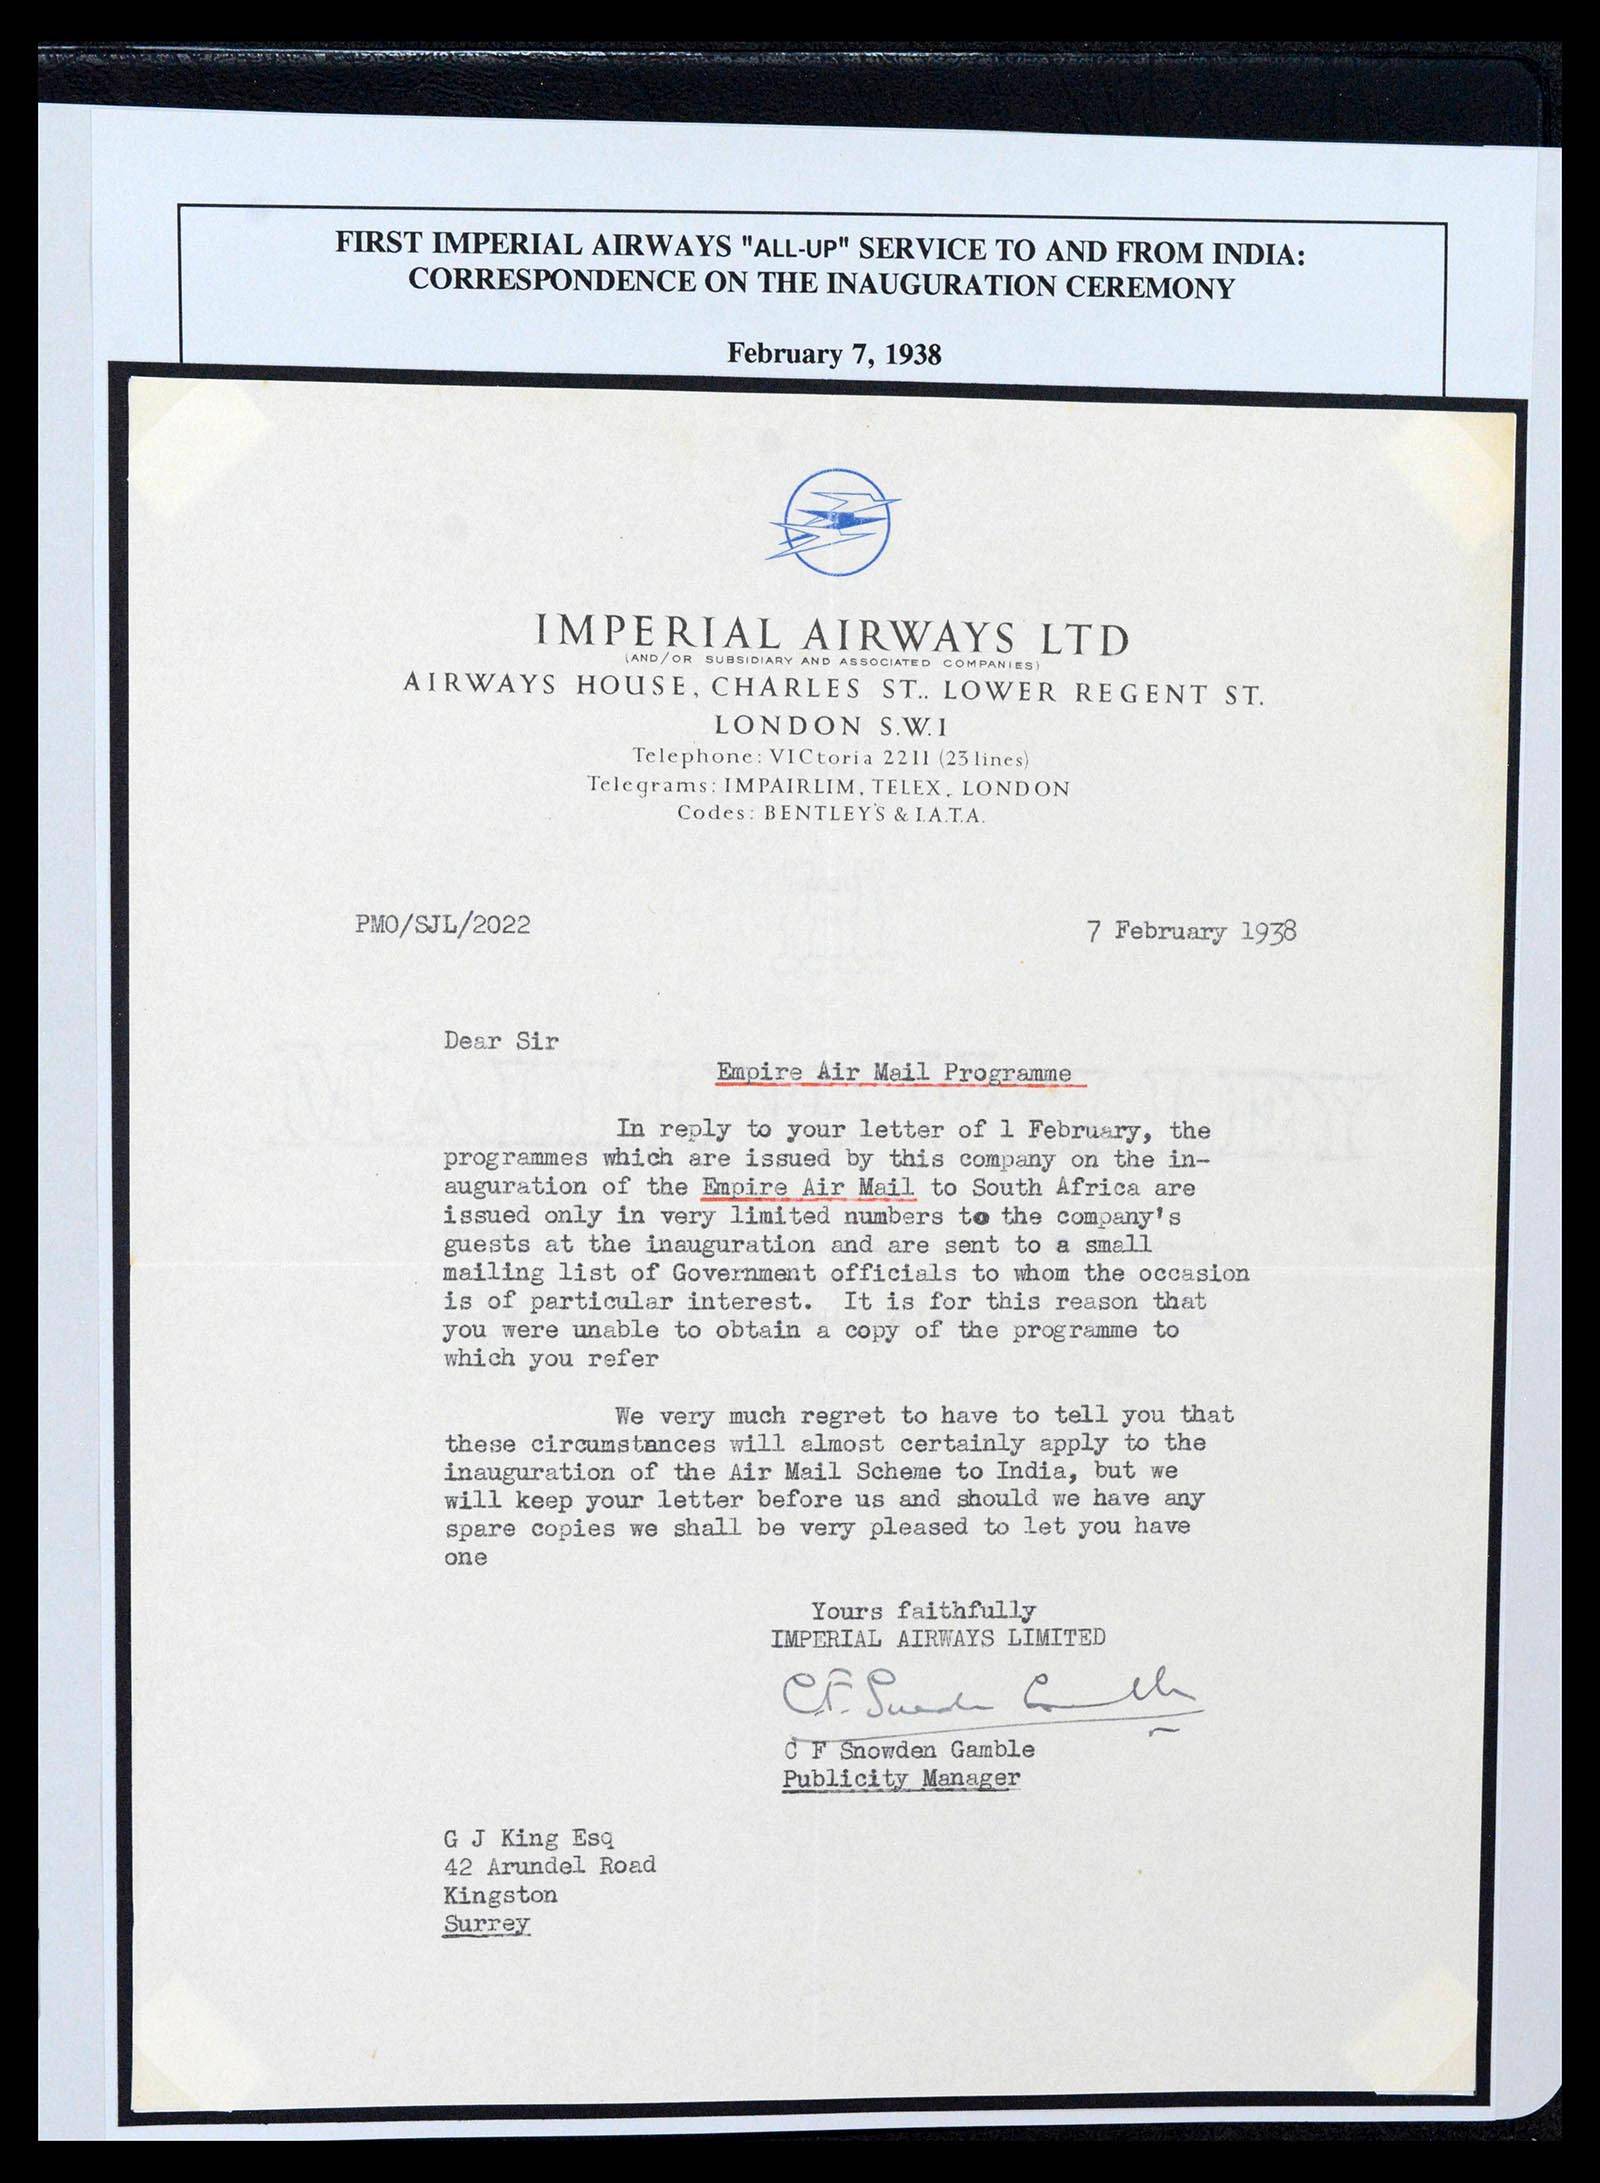 FIRST IMPERIAL AIRWAYS "ALL-UP" SERVICE TO AND FROM INDIA:
CORRESPONDENCE ON THE INAUGURATION CEREMONY
February 7, 1938
IMPERIAL AIRWAYS LTD
(AND/OR SUBSIDIARY AND ASSOCIATED COMPANIES)
AIRWAYS HOUSE, CHARLES ST.. LOWER REGENT ST.
LONDON S.W.1
Telephone: VICtoria 2211 (23 lines)
Telegrams: IMPAIRLIM, TELEX, LONDON
Codes: BENTLEY'S & I.A.T.A.
PMO/SJL/2022
7 February 1938
Dear Sir
Empire Air Mail Programme
In reply to your letter of 1 February, the
programmes which are issued by this company on the in-
auguration of the Empire Air Mail to South Africa are
issued only in very limited numbers to the company's
guests at the inauguration and are sent to a small
mailing list of Government officials to whom the occasion
is of particular interest. It is for this reason that
you were unable to obtain a copy of the programme to
which you refer
We very much regret to have to tell you that
these circumstances will almost certainly apply to the
inauguration of the Air Mail Scheme to India, but we
will keep your letter before us and should we have any
spare copies we shall be very pleased to let you have
one
Yours faithfully
IMPERIAL AIRWAYS LIMITED
C.F. Snowden Gamble
C F Snowden Gamble
Publicity Manager
G J King Esq
42 Arundel Road
Kingston
Surrey